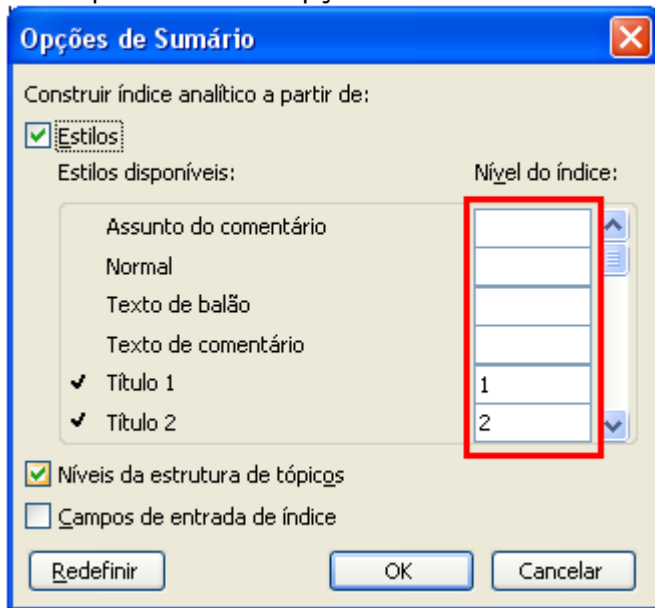 Opções de Sumário
Construir índice analítico a partir de:
Estilos
Estilos disponíveis: Nível do índice:
Assunto do comentário
Normal
Texto de balão
Texto de comentário
Título 1 1
Título 2 2
Níveis da estrutura de tópicos
Campos de entrada de índice
Redefinir OK Cancelar